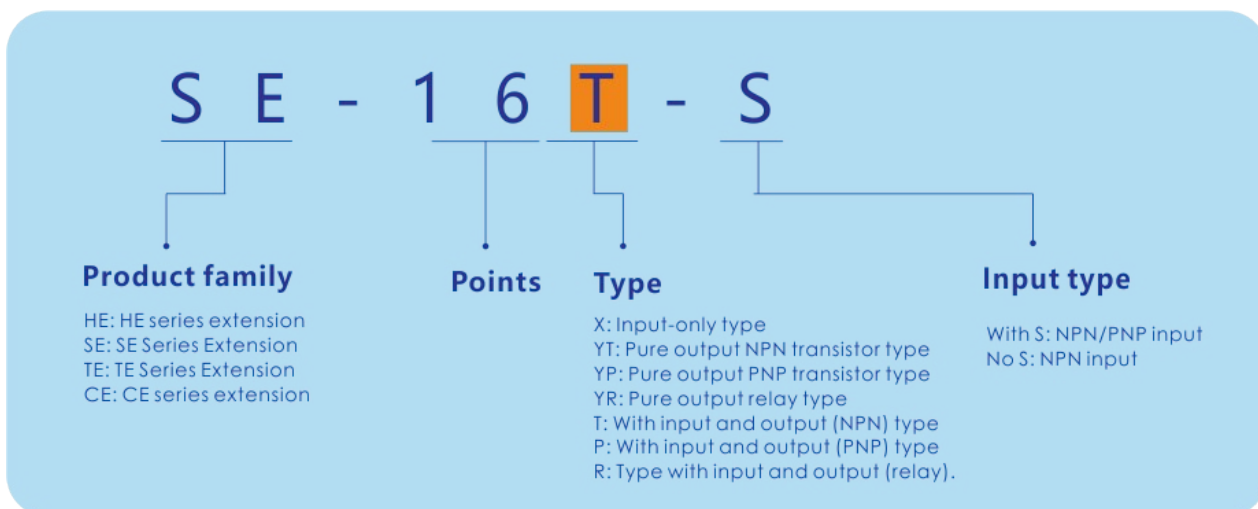 SE-16T-S
Product family
HE: HE series extension
SE: SE Series Extension
TE: TE Series Extension
CE: CE series extension
Points
Type
X: Input-only type
YT: Pure output NPN transistor type
YP: Pure output PNP transistor type
YR: Pure output relay type
T: With input and output (NPN) type
P: With input and output (PNP) type
R: Type with input and output (relay).
Input type
With S: NPN/PNP input
No S: NPN input